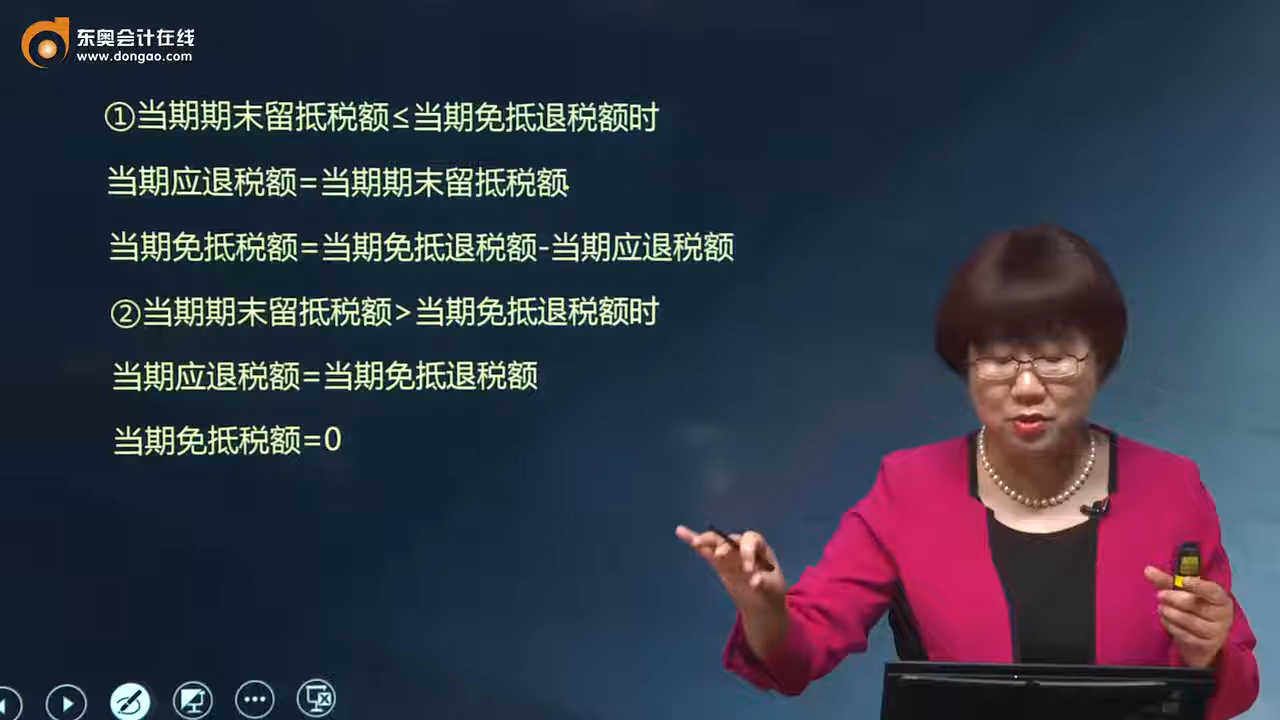 东奥会计在线
www.dongao.com
①当期期末留抵税额≤当期免抵退税额时
当期应退税额=当期期末留抵税额
当期免抵税额=当期免抵退税额-当期应退税额
②当期期末留抵税额>当期免抵退税额时
当期应退税额=当期免抵退税额
当期免抵税额=0